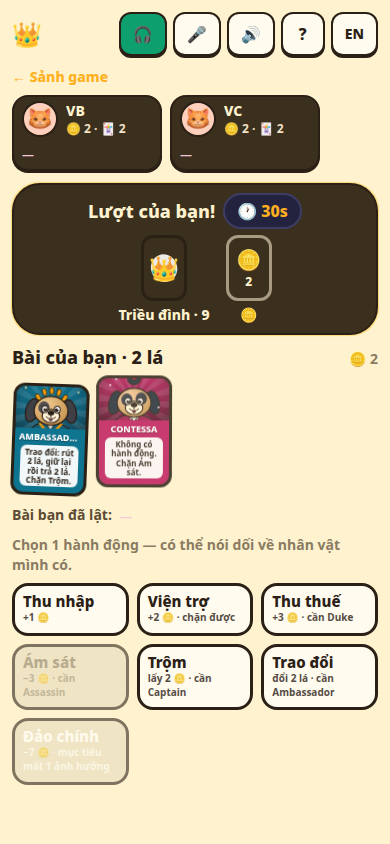 ? EN
← Sảnh game
VB
🪙 2 · 🃏 2
—
VC
🪙 2 · 🃏 2
—
Lượt của bạn! 🕐 30s
2
Triều đình · 9 🪙
Bài của bạn · 2 lá 🪙 2
AMBASSAD...
Trao đổi: rút
2 lá, giữ lại
rồi trả 2 lá.
Chặn Trộm.
CONTESSA
Không có
hành động.
Chặn Ám
sát.
Bài bạn đã lật: —
Chọn 1 hành động — có thể nói dối về nhân vật
mình có.
Thu nhập
+1 🪙
Viện trợ
+2 🪙 · chặn được
Thu thuế
+3 🪙 · cần Duke
Ám sát
−3 🪙 · cần
Assassin
Trộm
lấy 2 🪙 · cần
Captain
Trao đổi
đổi 2 lá · cần
Ambassador
Đảo chính
−7 🪙 · mục tiêu
mất 1 ảnh hưởng